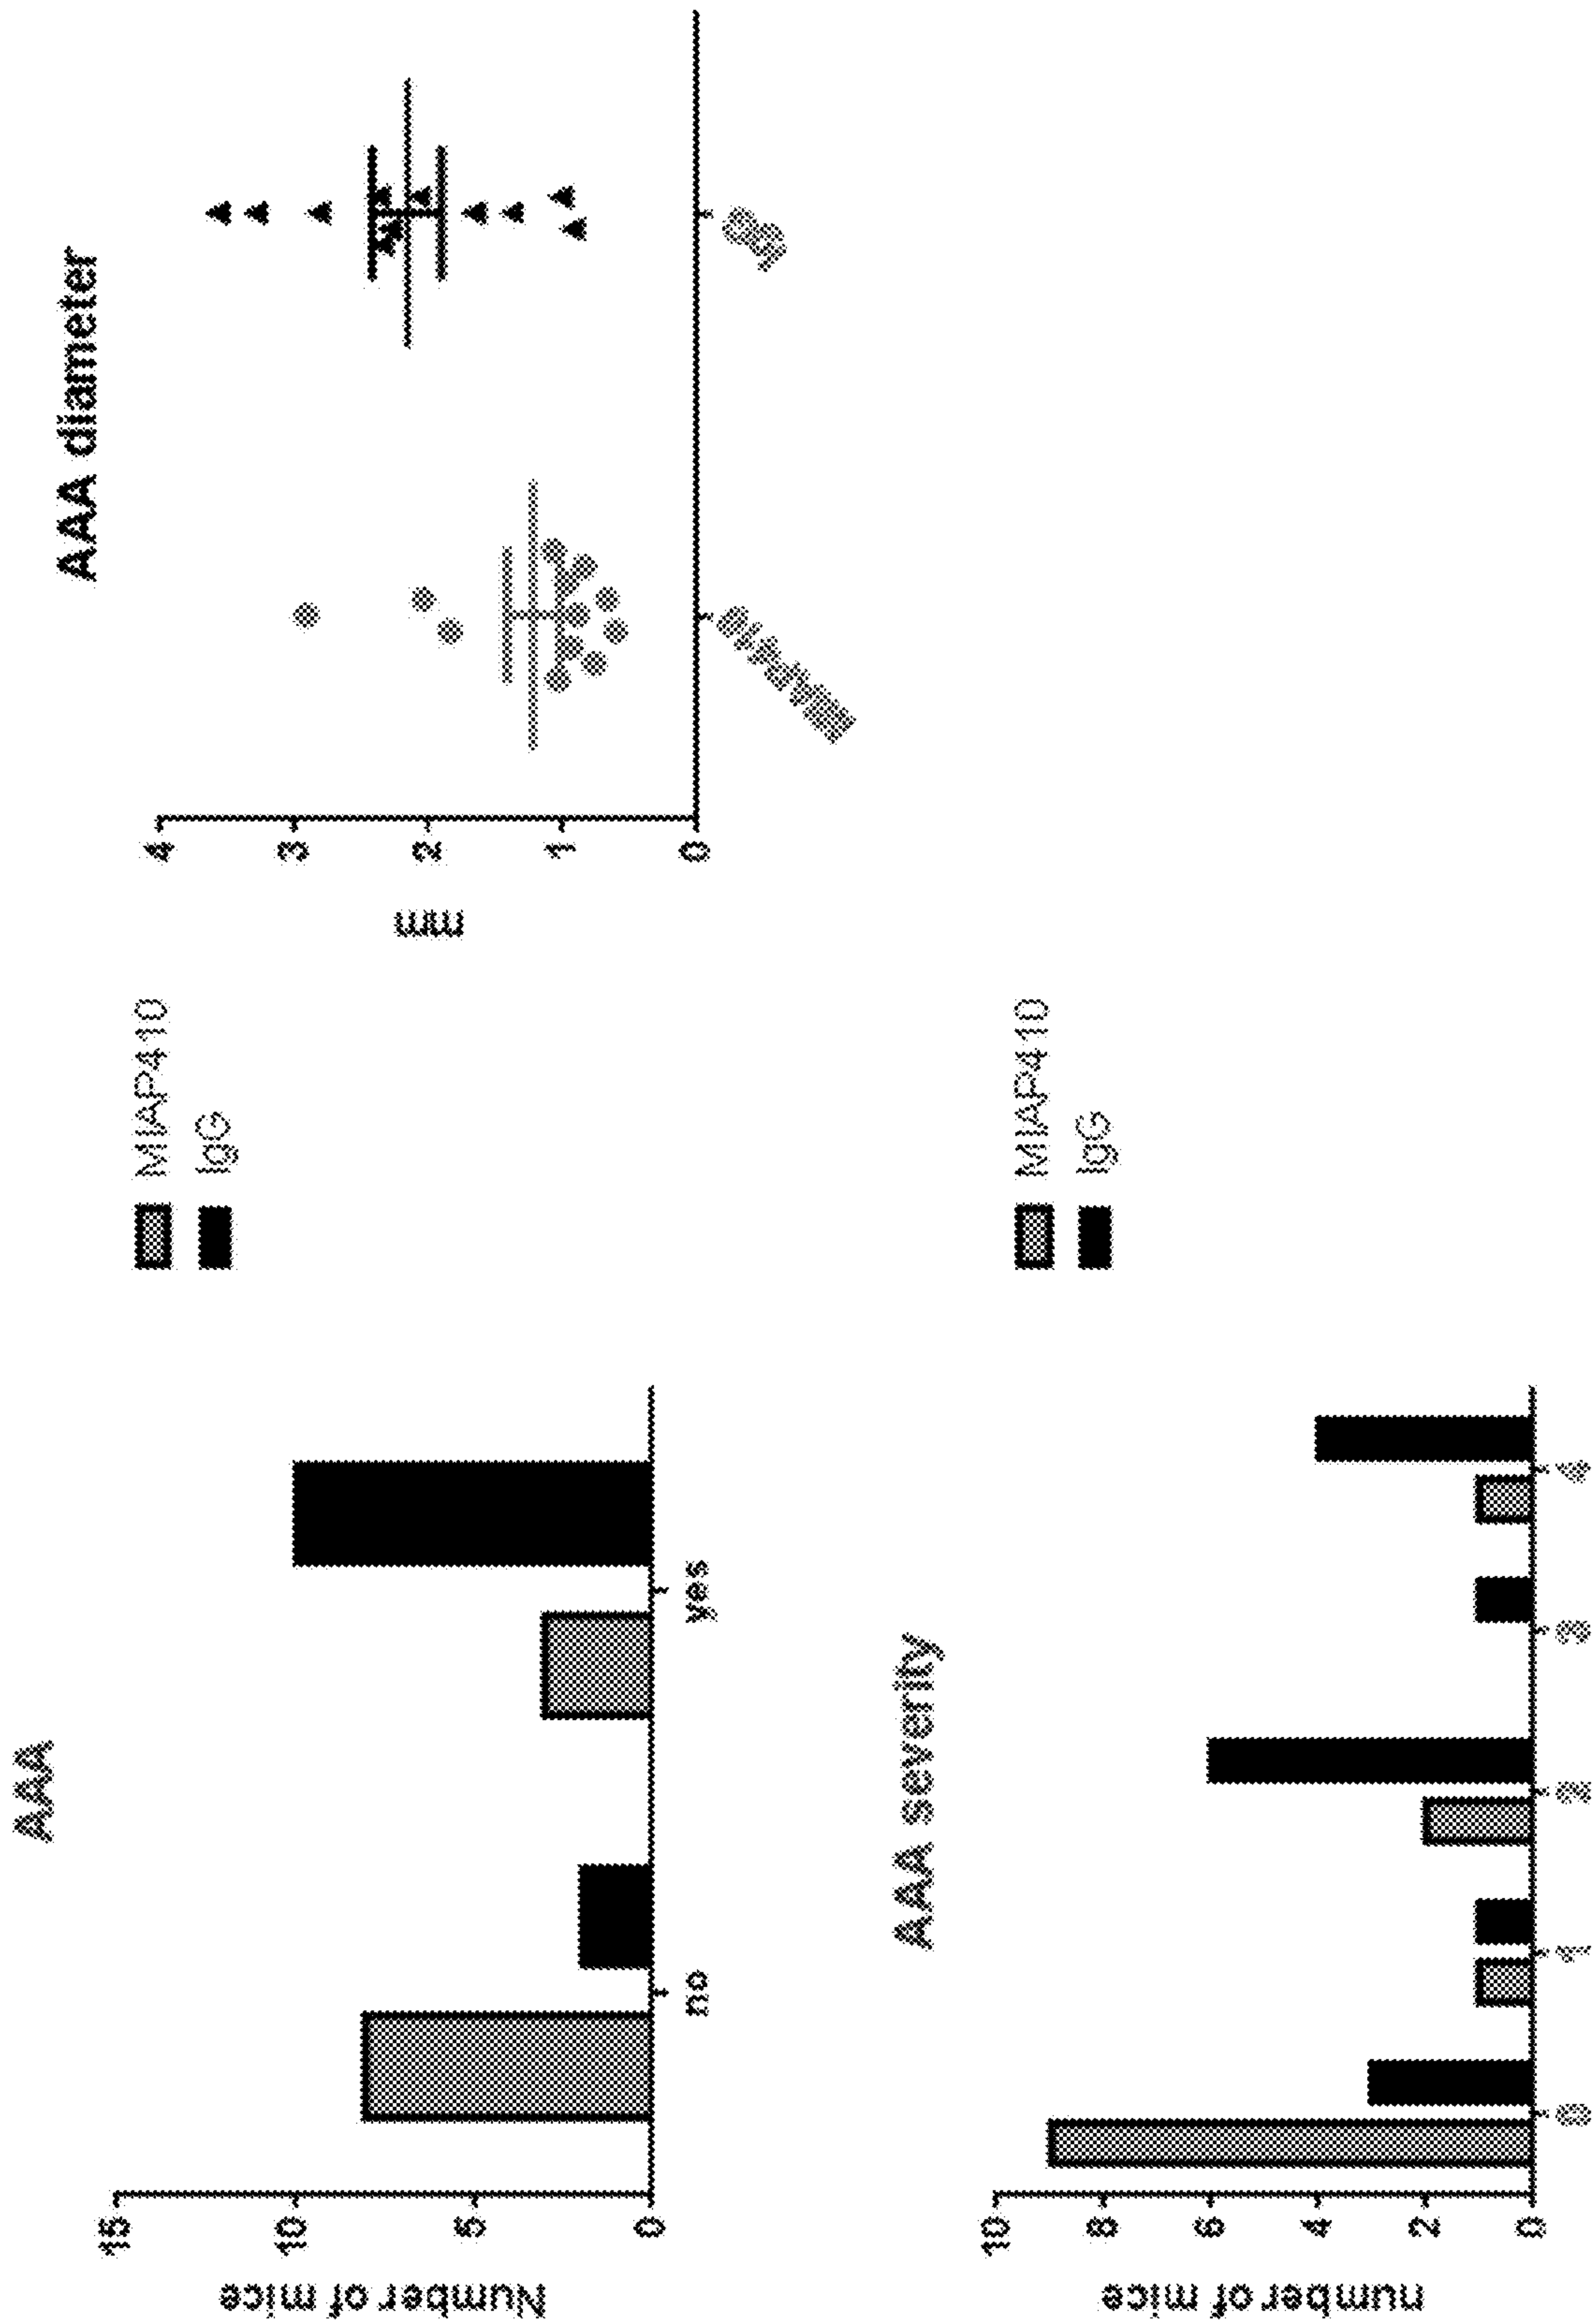 AAA
Number of mice
15
10
5
0
no
yes
MIAP410
IgG
AAA diameter
mm
4
3
2
1
0
MIAP410
IgG
AAA severity
number of mice
10
8
6
4
2
0
0
1
2
3
4
MIAP410
IgG